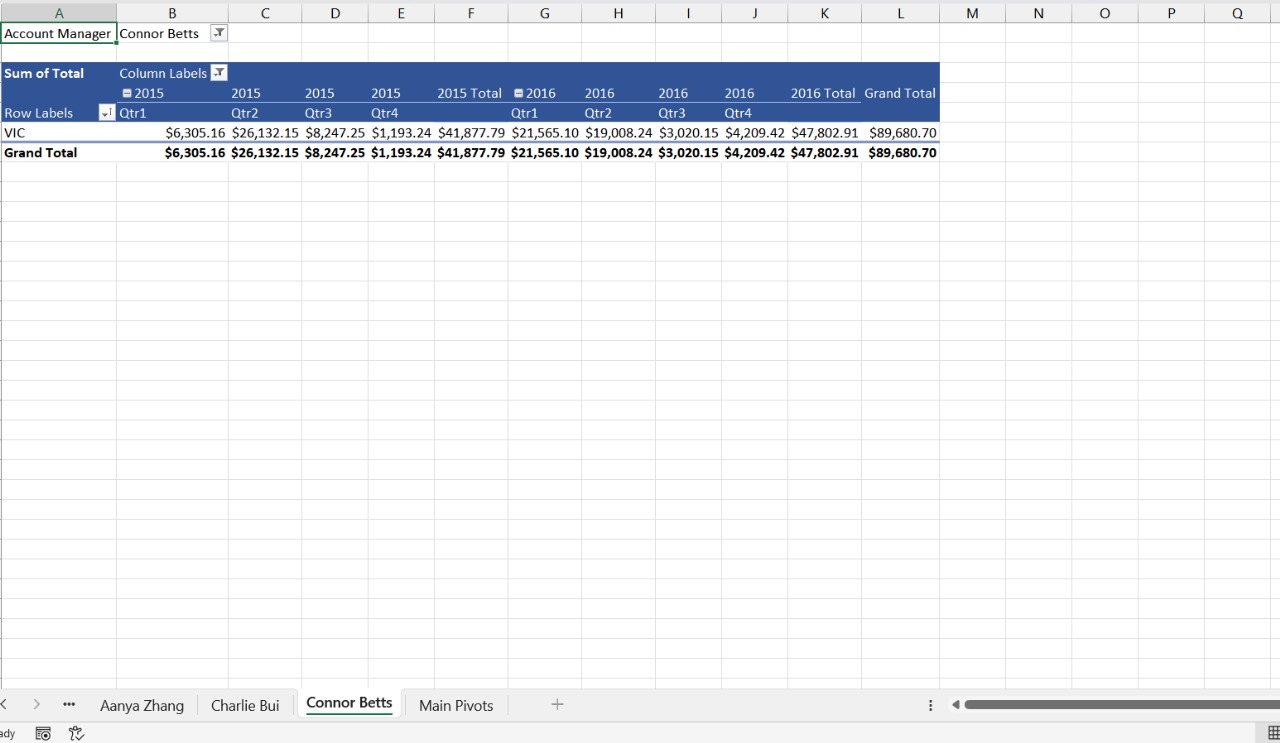 A B C D E F G H I J K L M N O P Q
Account Manager Connor Betts
Sum of Total Column Labels
2015 2015 2015 2015 2015 Total 2016 2016 2016 2016 2016 Total Grand Total
Row Labels Qtr1 Qtr2 Qtr3 Qtr4 Qtr1 Qtr2 Qtr3 Qtr4
VIC $6,305.16 $26,132.15 $8,247.25 $1,193.24 $41,877.79 $21,565.10 $19,008.24 $3,020.15 $4,209.42 $47,802.91 $89,680.70
Grand Total $6,305.16 $26,132.15 $8,247.25 $1,193.24 $41,877.79 $21,565.10 $19,008.24 $3,020.15 $4,209.42 $47,802.91 $89,680.70
Aanya Zhang Charlie Bui Connor Betts Main Pivots
ady